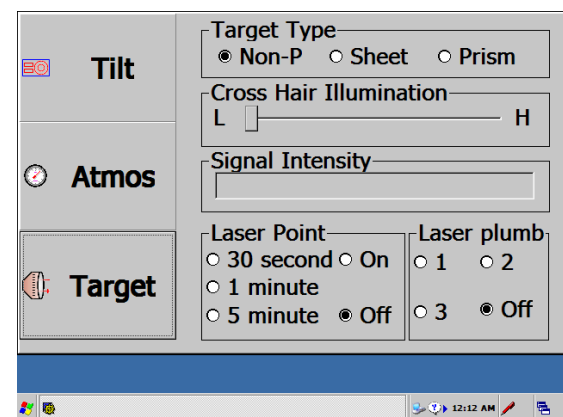 Tilt
Atmos
Target
Target Type
Non-P Sheet Prism
Cross Hair Illumination
L H
Signal Intensity
Laser Point
30 second On
1 minute
5 minute Off
Laser plumb
1 2
3 Off
12:12 AM